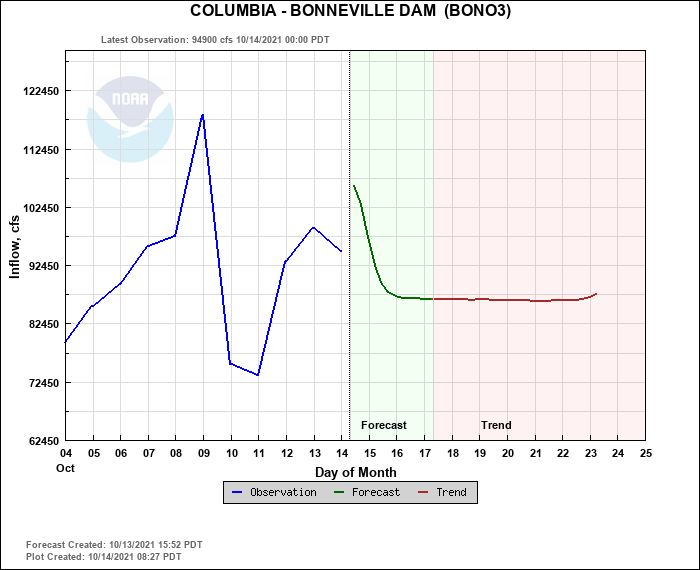 COLUMBIA - BONNEVILLE DAM (BONO3)
Latest Observation: 94900 cfs 10/14/2021 00:00 PDT
NOAA
122450
112450
102450
92450
82450
72450
62450
Inflow, cfs
Forecast
Trend
04 05 06 07 08 09 10 11 12 13 14 15 16 17 18 19 20 21 22 23 24 25
Oct
Day of Month
Observation Forecast Trend
Forecast Created: 10/13/2021 15:52 PDT
Plot Created: 10/14/2021 08:27 PDT